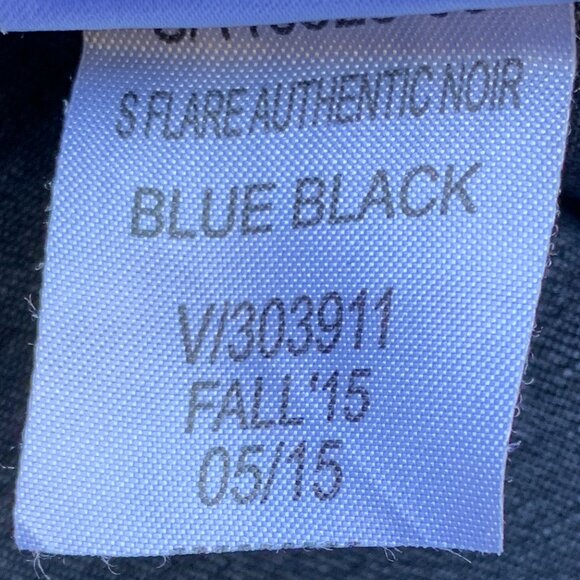 S FLARE AUTHENTIC NOIR
BLUE BLACK
V/303911
FALL'15
05/15